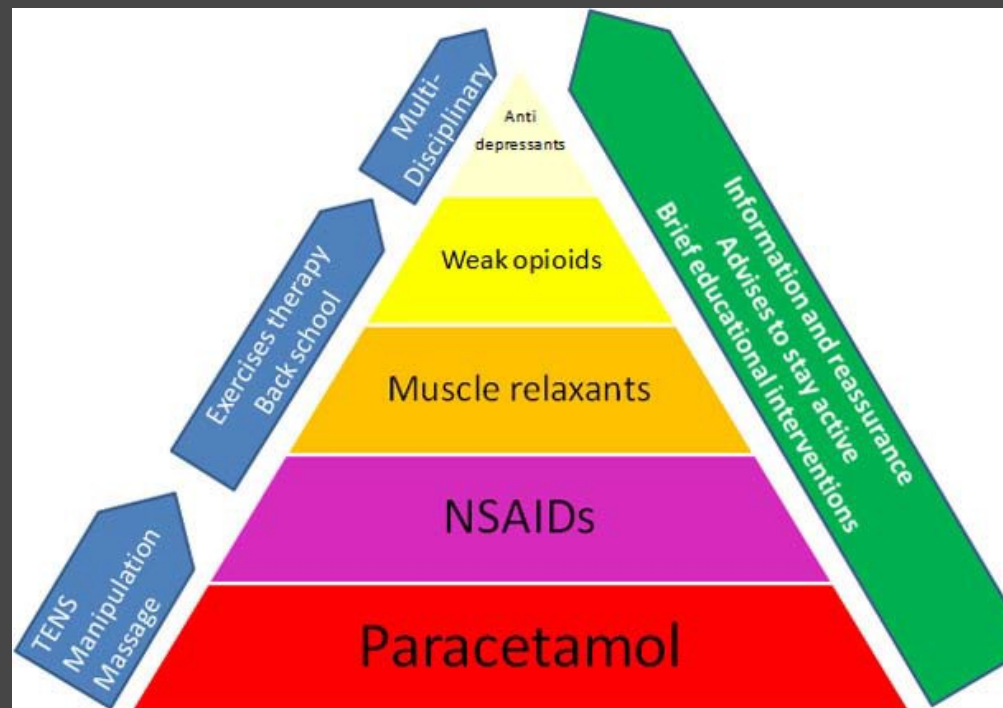 Multi-
Disciplinary
Exercises therapy
Back school
TENS
Manipulation
Massage
Anti
depressants
Weak opioids
Muscle relaxants
NSAIDs
Paracetamol
Information and reassurance
Advises to stay active
Brief educational interventions